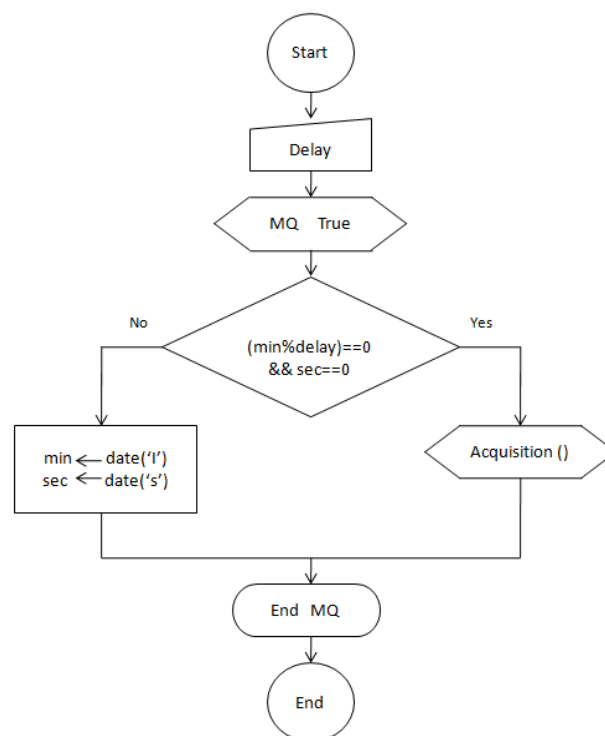 Start
Delay
MQ True
No
Yes
(min%delay)==0
&& sec==0
min ← date(‘I’)
sec ← date(‘s’)
Acquisition ()
End MQ
End